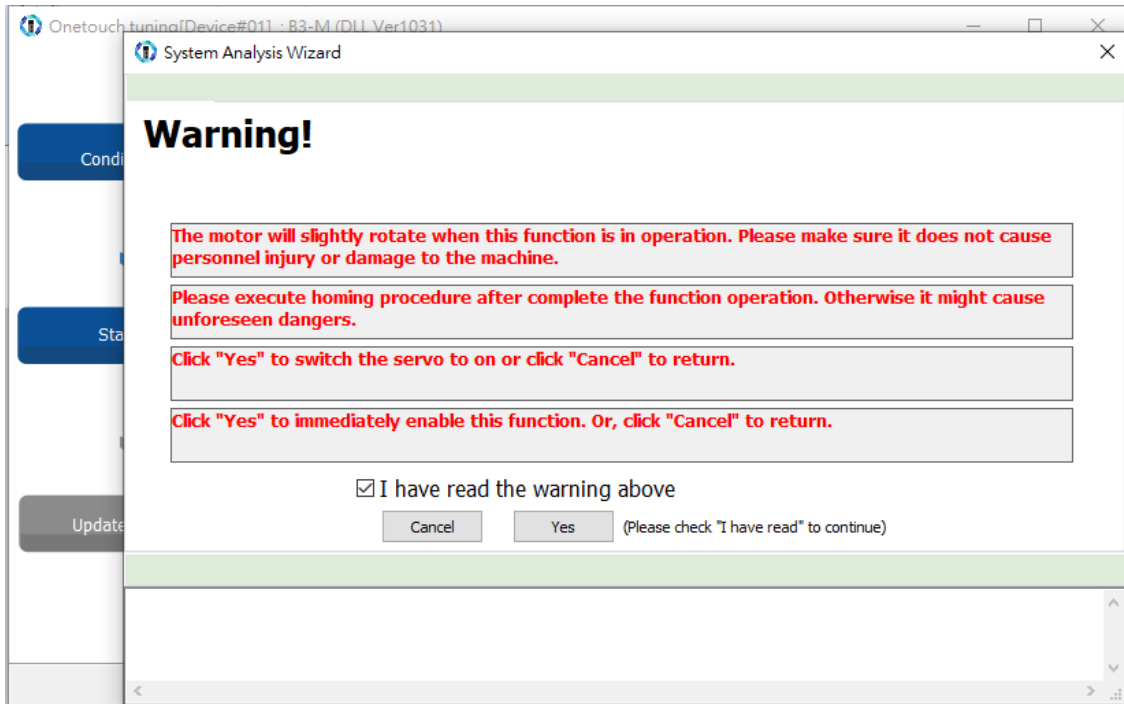 Onetouch tuning[Device#01] : B3-M (DLL Ver1031)
System Analysis Wizard
Warning!
Condi
The motor will slightly rotate when this function is in operation. Please make sure it does not cause
personnel injury or damage to the machine.
Please execute homing procedure after complete the function operation. Otherwise it might cause
unforeseen dangers.
Sta
Click "Yes" to switch the servo to on or click "Cancel" to return.
Click "Yes" to immediately enable this function. Or, click "Cancel" to return.
I have read the warning above
Update
Cancel Yes (Please check "I have read" to continue)